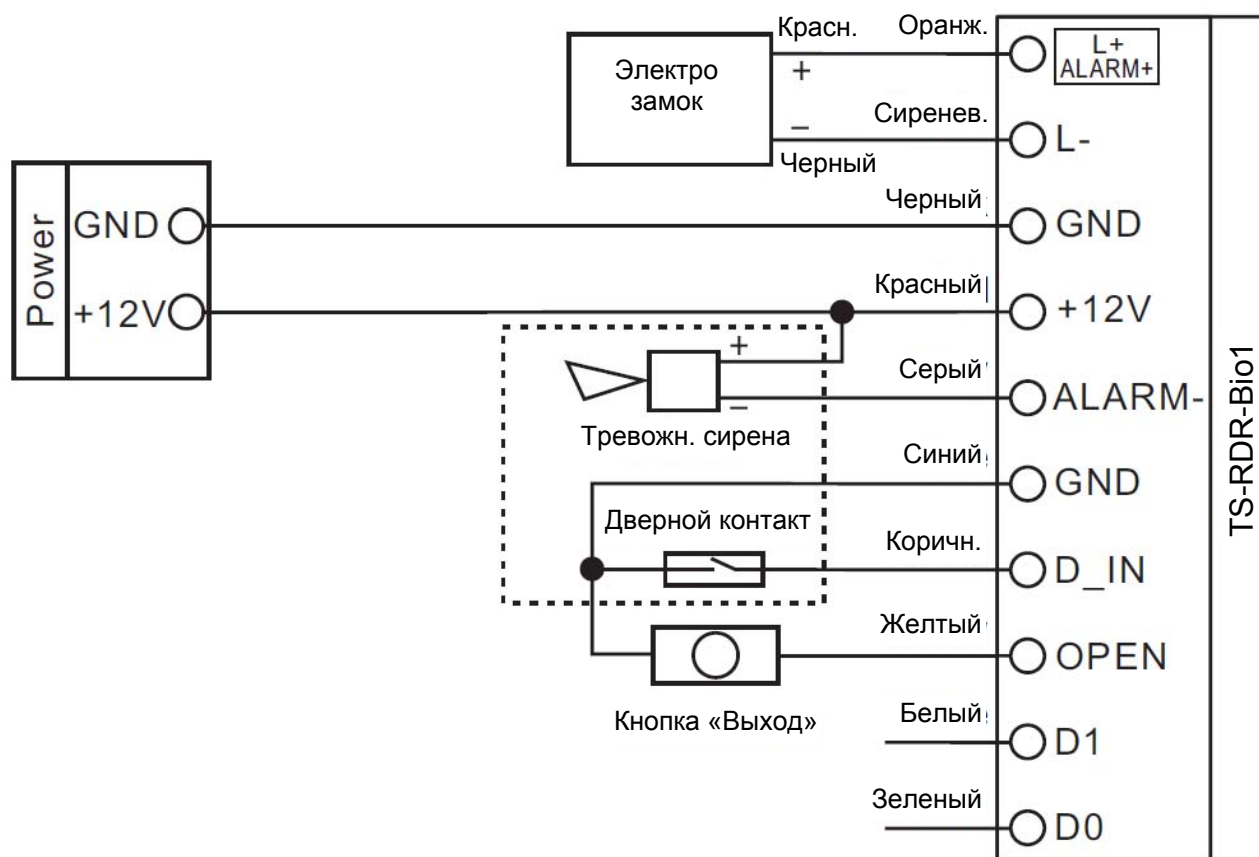 Красн.
Оранж.
L+
ALARM+
Электро
замок
+
–
Сиренев.
L-
Черный
Черный
GND
Power
GND
+12V
Красный
+12V
+
–
Серый
ALARM-
Тревожн. сирена
Синий
GND
Дверной контакт
Коричн.
D_IN
Желтый
OPEN
Кнопка «Выход»
Белый
D1
Зеленый
D0
TS-RDR-Bio1